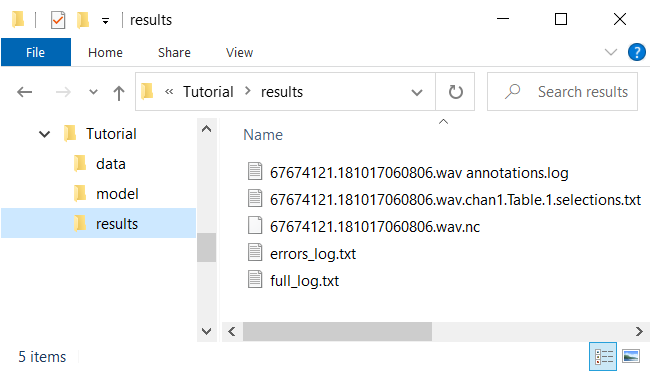 results
File Home Share View
« Tutorial > results Search results
Tutorial
data
model
results
Name
67674121.181017060806.wav annotations.log
67674121.181017060806.wav.chan1.Table.1.selections.txt
67674121.181017060806.wav.nc
errors_log.txt
full_log.txt
5 items